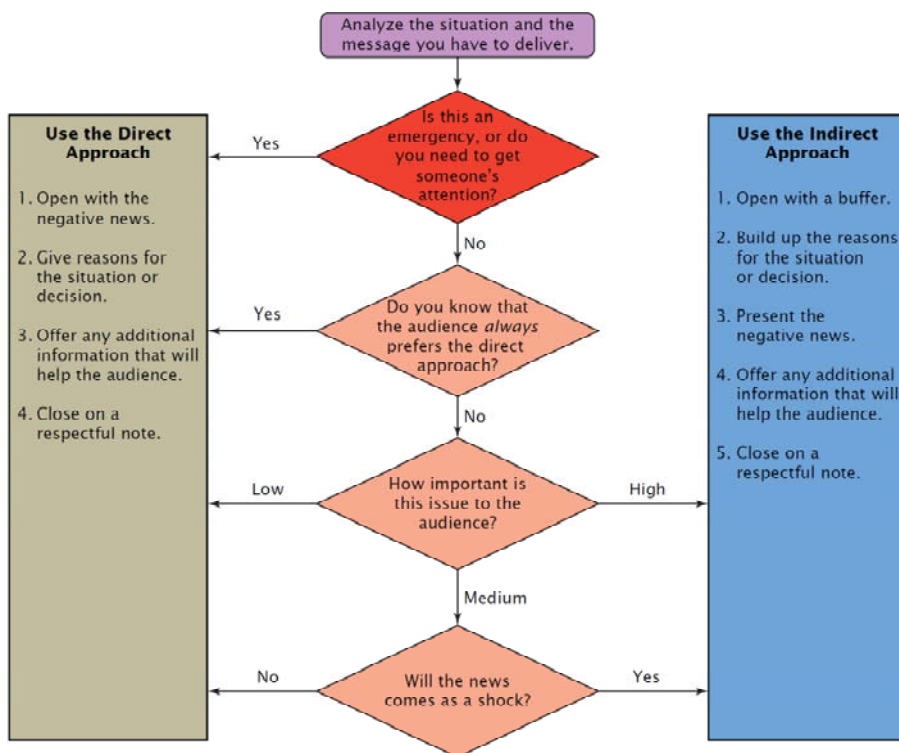 Analyze the situation and the
message you have to deliver.
Is this an
emergency, or do
you need to get
someone's
attention?
Yes
No
Use the Direct
Approach
1. Open with the
negative news.
2. Give reasons for
the situation or
decision.
3. Offer any additional
information that will
help the audience.
4. Close on a
respectful note.
Do you know that
the audience always
prefers the direct
approach?
Yes
No
How important is
this issue to the
audience?
Low
High
Medium
Will the news
comes as a shock?
No
Yes
Use the Indirect
Approach
1. Open with a buffer.
2. Build up the reasons
for the situation
or decision.
3. Present the
negative news.
4. Offer any additional
information that will
help the audience.
5. Close on a
respectful note.